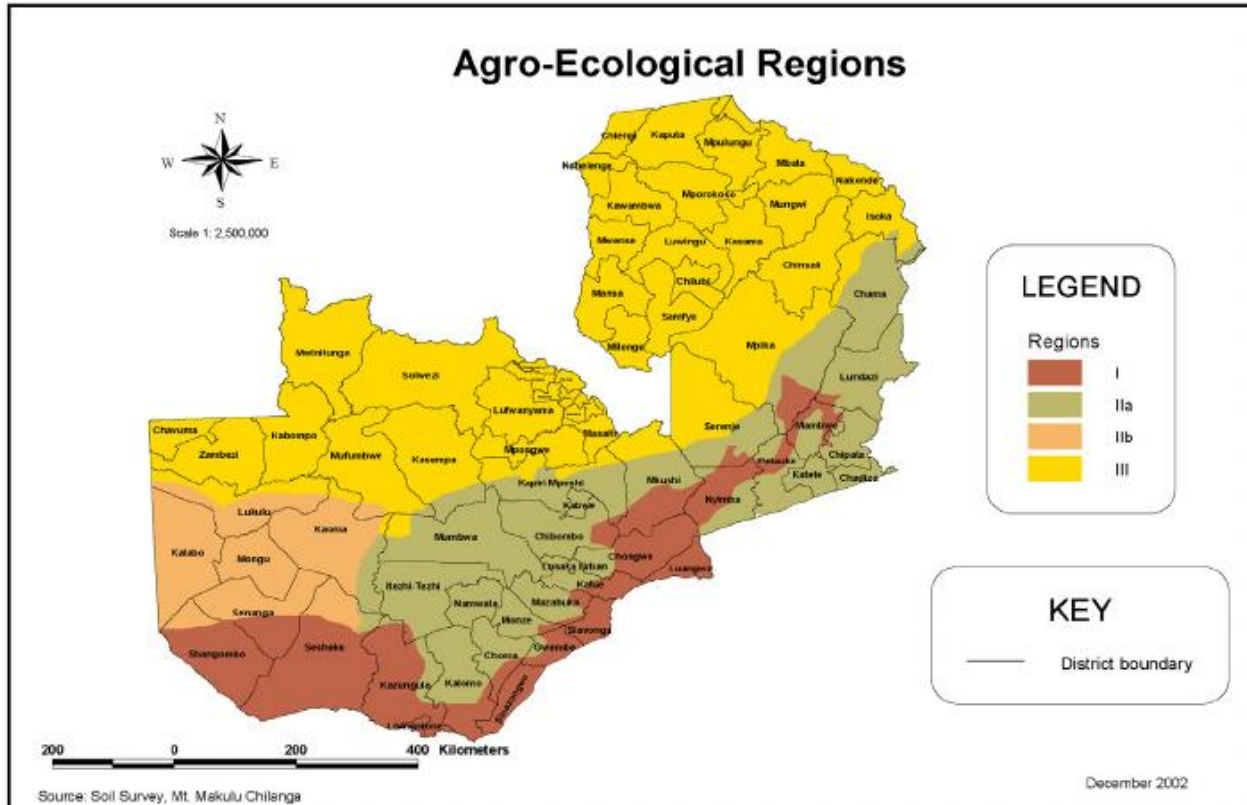 Agro-Ecological Regions
N
W E
S
Scale 1: 2,500,000
Chiengi
Kaputa
Mpulungu
Mbala
Nchelenge
Nakonde
Mporokoso
Kawambwa
Mungwi
Isoka
Mwense
Luwingu
Kasama
Chinsali
Chilubi
Mansa
Chama
Samfya
Milenge
Mpika
Mwinilunga
Solwezi
Lundazi
Lufwanyama
Serenje
Mambwe
Chavuma
Kabompo
Masaiti
Zambezi
Mufumbwe
Kasempa
Mpongwe
Chipata
Petauke
Katete
Chadiza
Kapiri Mposhi
Mkushi
Nyimba
Lukulu
Kabwe
Kaoma
Mumbwa
Chibombo
Kalabo
Mongu
Chongwe
Lusaka Urban
Luangwa
Itezhi-Tezhi
Kafue
Namwala
Mazabuka
Senanga
Monze
Siavonga
Shangombo
Sesheke
Gwembe
Choma
Kazungula
Kalomo
Sinazongwe
Livingstone
LEGEND
Regions
I
IIa
IIb
III
KEY
District boundary
200 0 200 400 Kilometers
Source: Soil Survey, Mt. Makulu Chilanga
December 2002